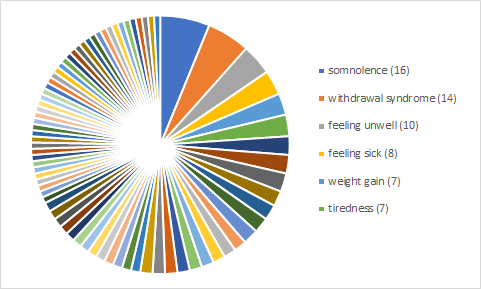 somnolence (16)
withdrawal syndrome (14)
feeling unwell (10)
feeling sick (8)
weight gain (7)
tiredness (7)